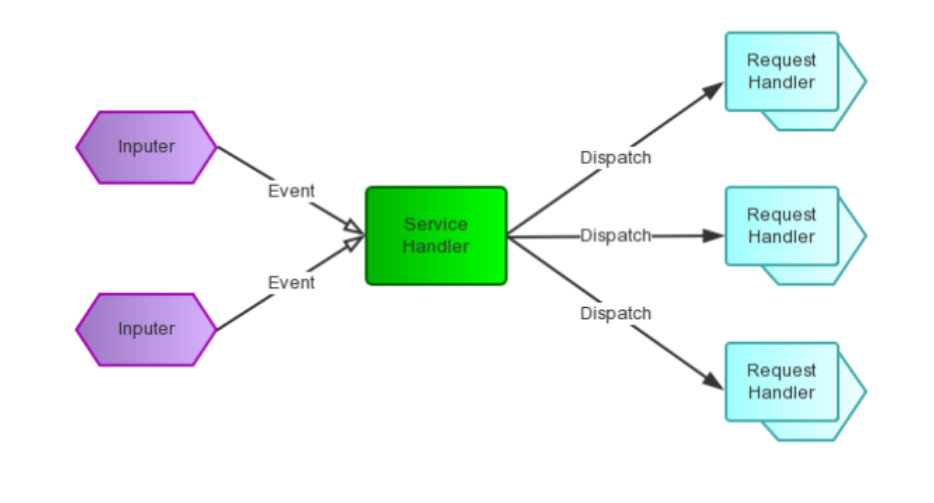 Inputer
Event
Inputer
Event
Service
Handler
Dispatch
Dispatch
Dispatch
Request
Handler
Request
Handler
Request
Handler